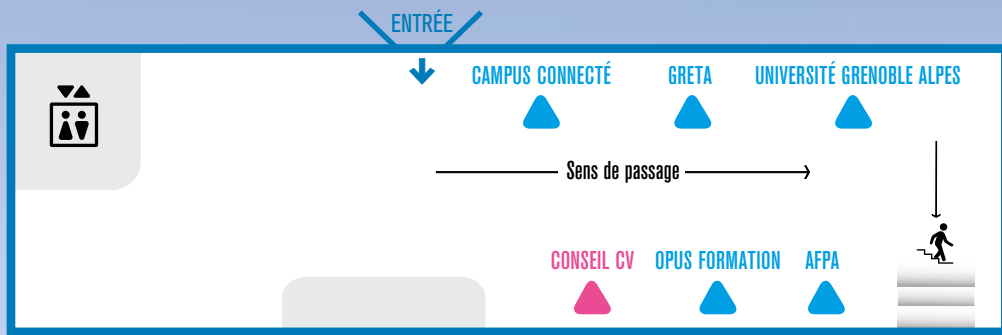 ENTRÉE
CAMPUS CONNECTÉ
GRETA
UNIVERSITÉ GRENOBLE ALPES
Sens de passage
CONSEIL CV
OPUS FORMATION
AFPA